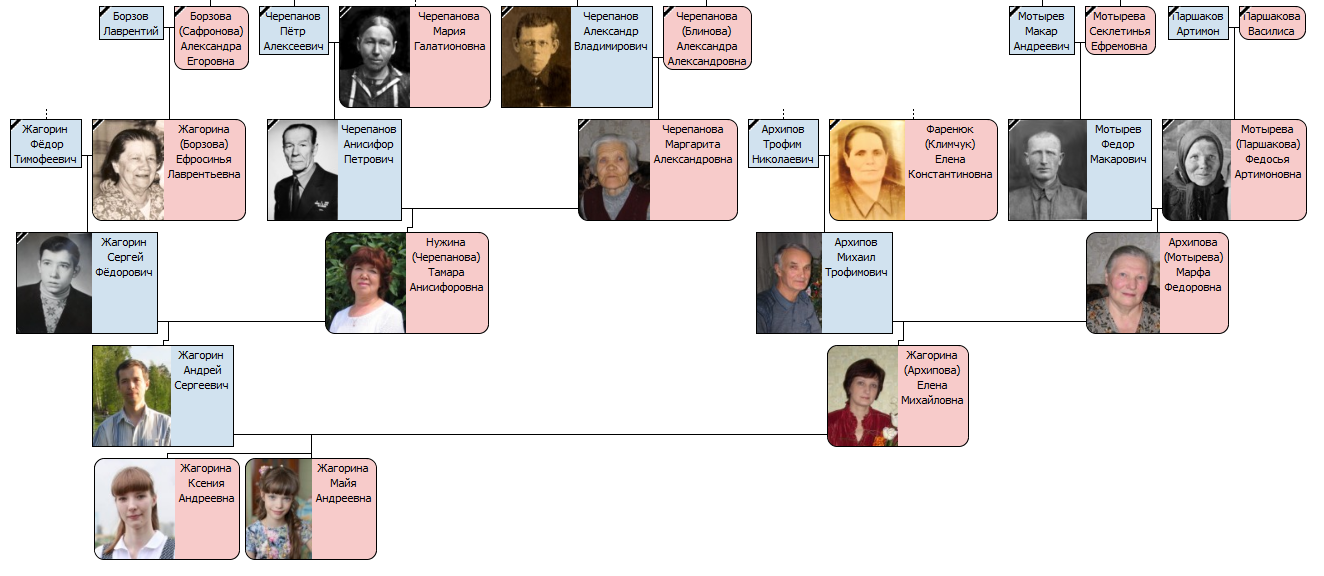 Борзов
Лаврентий
Борзова
(Сафронова)
Александра
Егоровна
Черепанов
Пётр
Алексеевич
Черепанова
Мария
Галатионовна
Черепанов
Александр
Владимирович
Черепанова
(Блинова)
Александра
Александровна
Мотырев
Макар
Андреевич
Мотырева
Секлетинья
Ефремовна
Паршаков
Артимон
Паршакова
Василиса
Жагорин
Фёдор
Тимофеевич
Жагорина
(Борзова)
Ефросинья
Лаврентьевна
Черепанов
Анисифор
Петрович
Черепанова
Маргарита
Александровна
Архипов
Трофим
Николаевич
Фаренюк
(Климчук)
Елена
Константиновна
Мотырев
Федор
Макарович
Мотырева
(Паршакова)
Федосья
Артимоновна
Жагорин
Сергей
Фёдорович
Нужина
(Черепанова)
Тамара
Анисифоровна
Архипов
Михаил
Трофимович
Архипова
(Мотырева)
Марфа
Федоровна
Жагорин
Андрей
Сергеевич
Жагорина
(Архипова)
Елена
Михайловна
Жагорина
Ксения
Андреевна
Жагорина
Майя
Андреевна